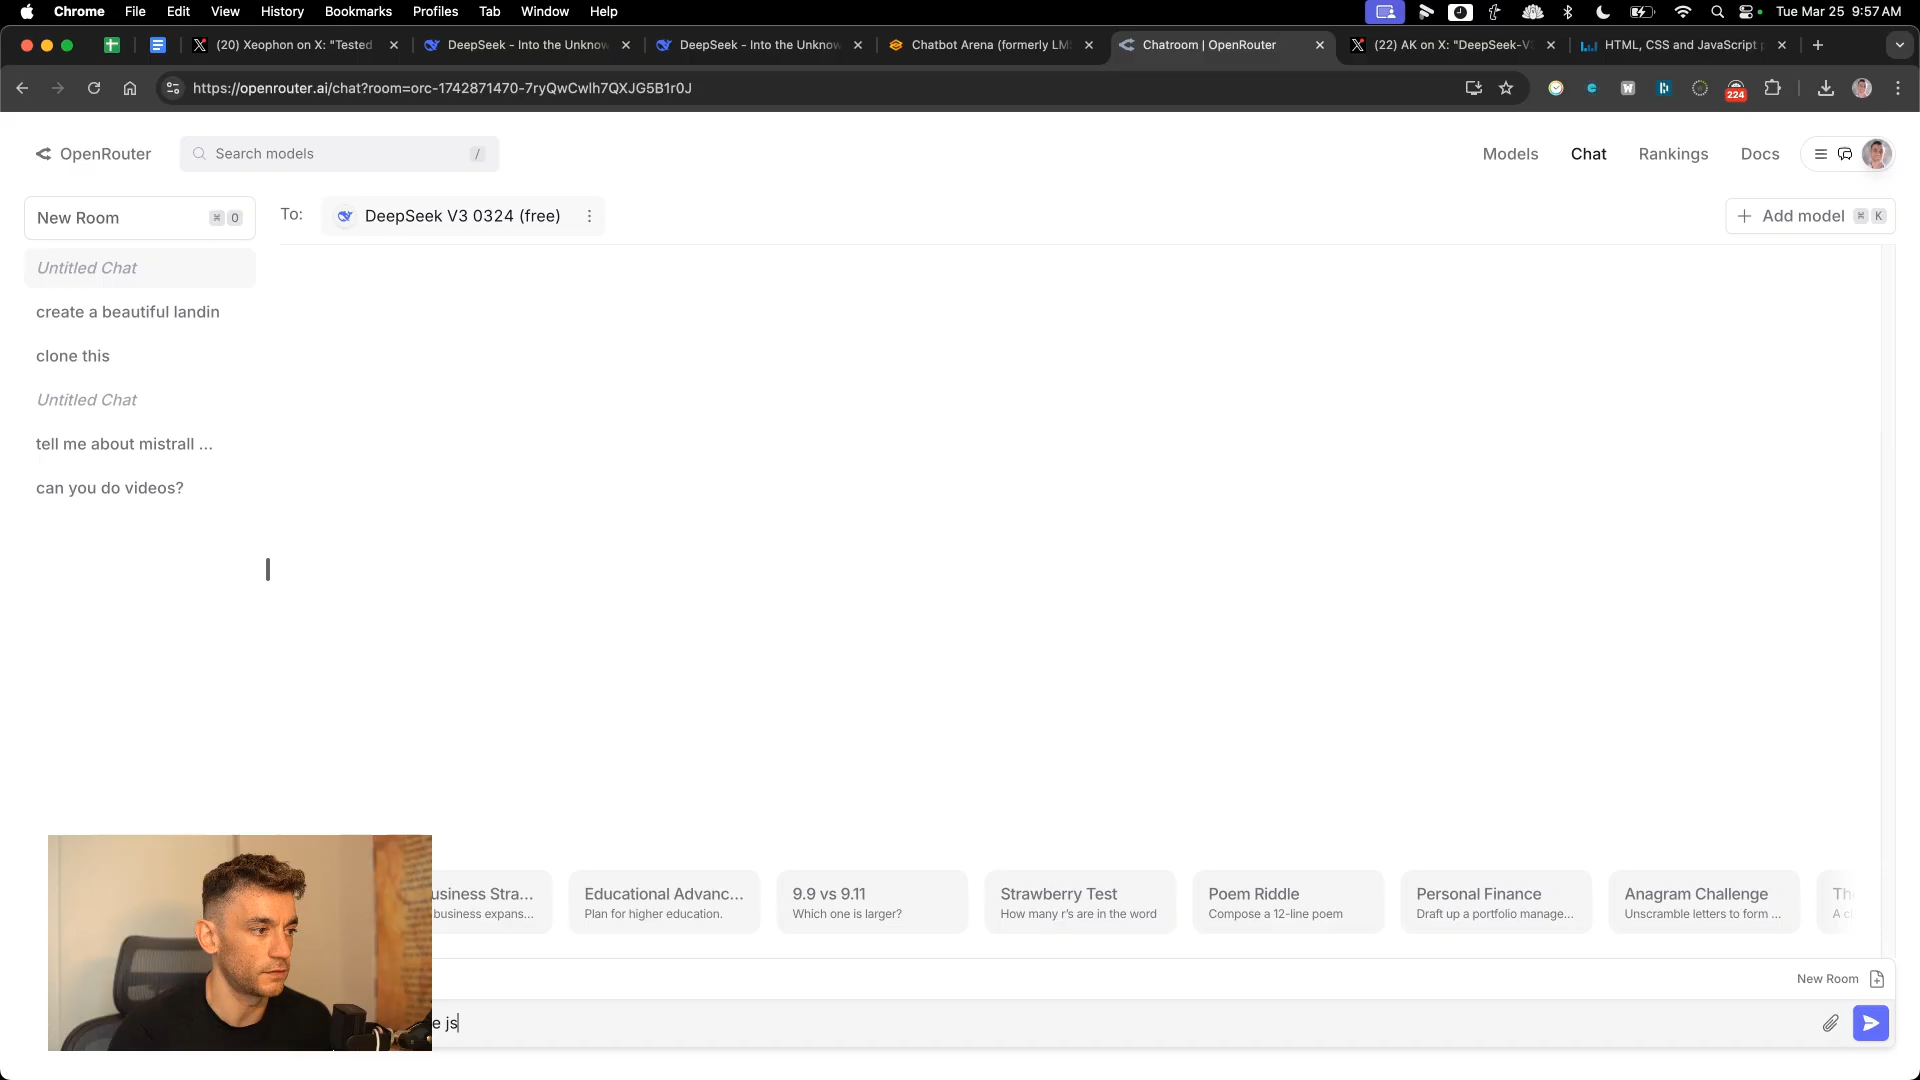 Chrome File Edit View History Bookmarks Profiles Tab Window Help Tue Mar 25 9:57 AM
(20) Xeophon on X: "Tested DeepSeek - Into the Unknow DeepSeek - Into the Unknow Chatbot Arena (formerly LM Chatroom | OpenRouter (22) AK on X: "DeepSeek-V HTML, CSS and JavaScript
https://openrouter.ai/chat?room=orc-1742871470-7ryQwCwlh7QXJG5B1r0J 224
OpenRouter Search models / Models Chat Rankings Docs
New Room ⌘ O To: DeepSeek V3 0324 (free) Add model ⌘ K
Untitled Chat
create a beautiful landin
clone this
Untitled Chat
tell me about mistrall ...
can you do videos?
usiness Stra... Educational Advanc... 9.9 vs 9.11 Strawberry Test Poem Riddle Personal Finance Anagram Challenge Th
business expans... Plan for higher education. Which one is larger? How many r's are in the word Compose a 12-line poem Draft up a portfolio manage... Unscramble letters to form ... A c
New Room
e js